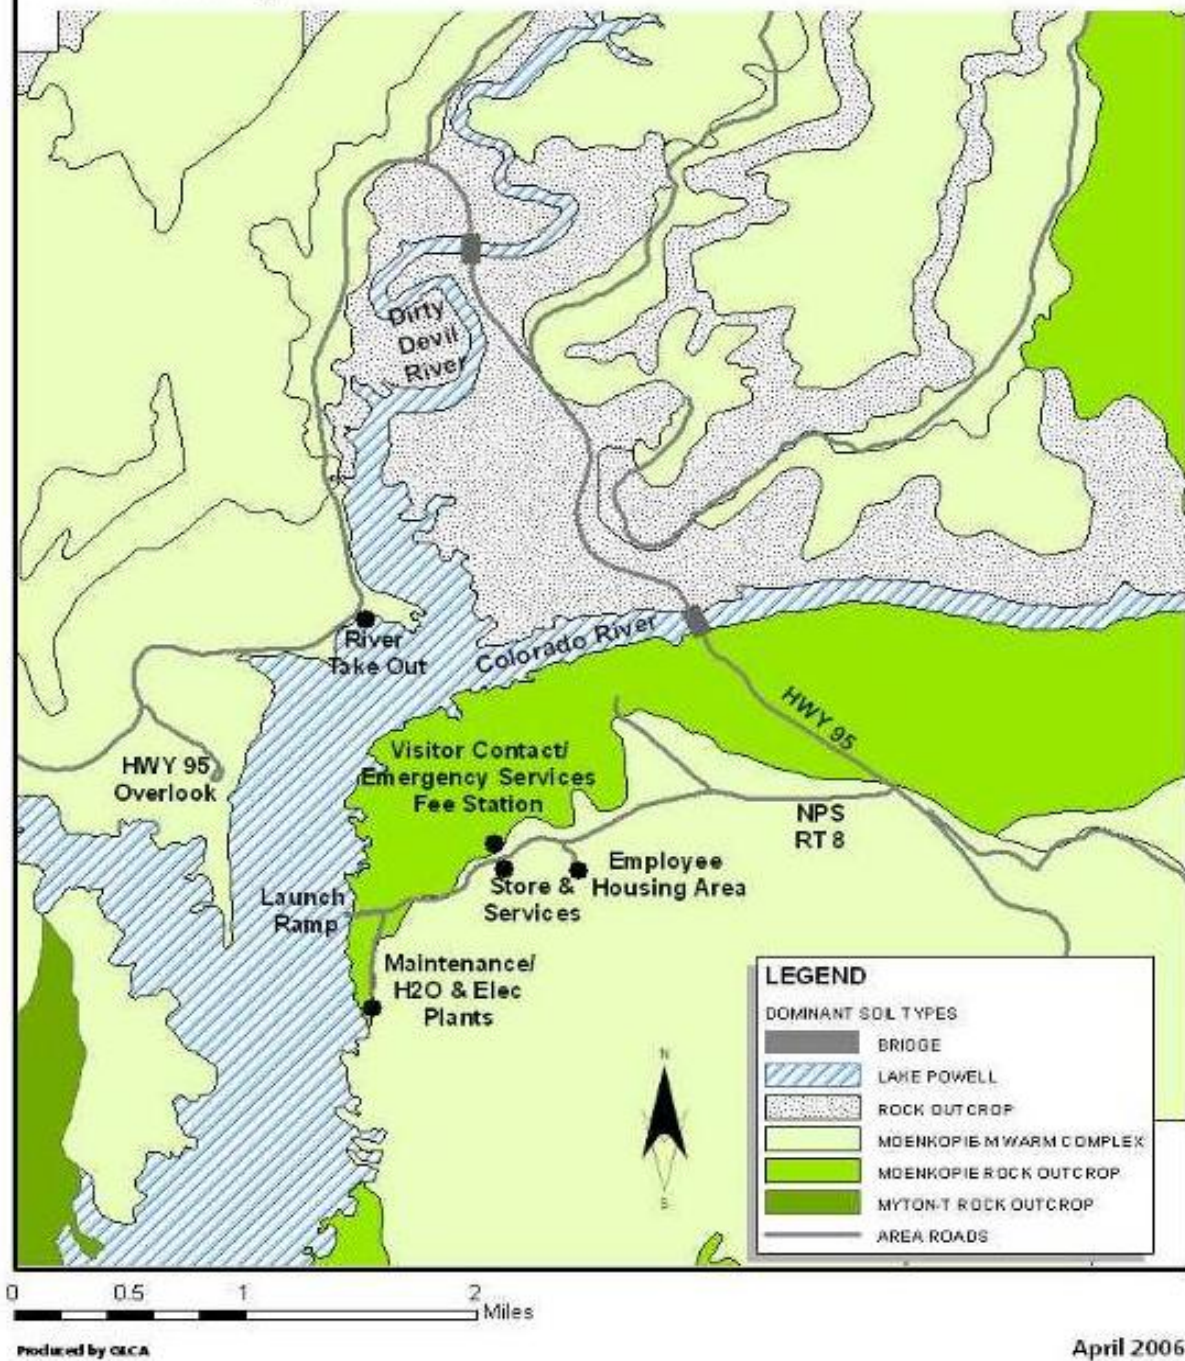 Dirty
Devil
River
River
Take Out
Colorado River
HWY 95
HWY 95
Overlook
Visitor Contact/
Emergency Services
Fee Station
NPS
RT 8
Employee
Housing Area
Store &
Services
Launch
Ramp
Maintenance/
H2O & Elec
Plants
N
S
LEGEND
DOMINANT SOIL TYPES
BRIDGE
LAKE POWELL
ROCK OUTCROP
MOENKOPIE-M WARM COMPLEX
MOENKOPIE ROCK OUTCROP
MYTON-T ROCK OUTCROP
AREA ROADS
0 0.5 1 2
Miles
Produced by GLCA
April 2006